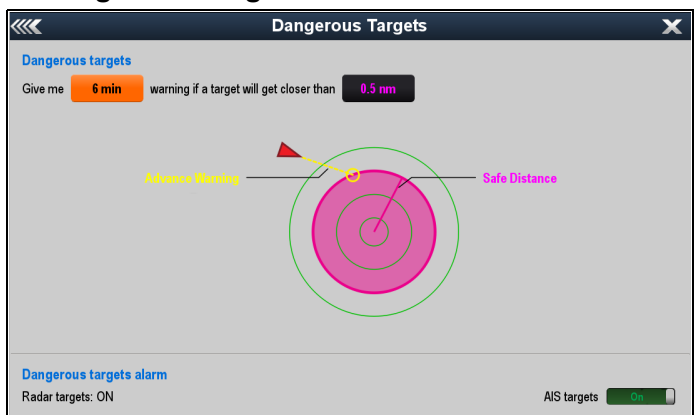 Dangerous Targets
Dangerous targets
Give me 6 min warning if a target will get closer than 0.5 nm
Advance Warning Safe Distance
Dangerous targets alarm
Radar targets: ON AIS targets On